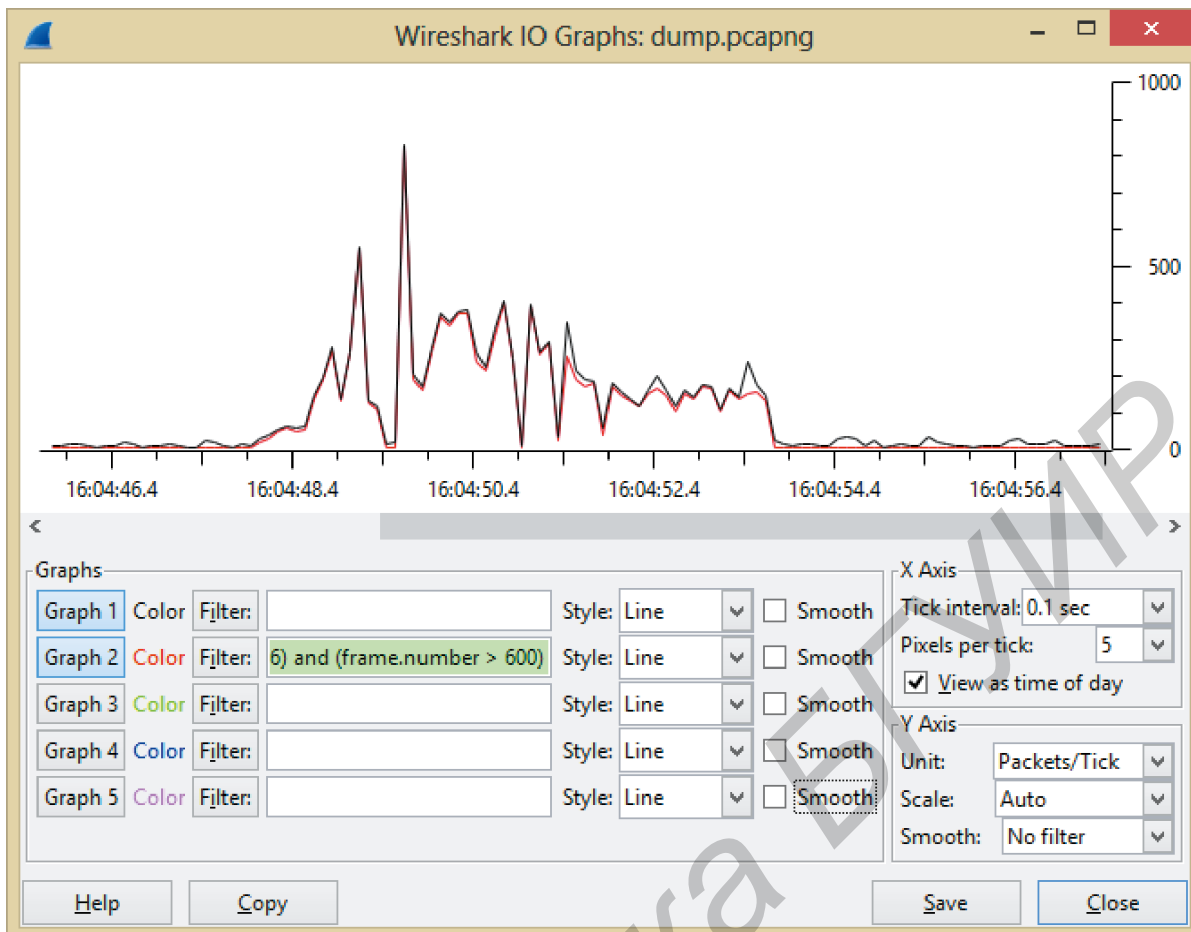 Wireshark IO Graphs: dump.pcapng
1000
500
0
16:04:46.4 16:04:48.4 16:04:50.4 16:04:52.4 16:04:54.4 16:04:56.4
Graphs
Graph 1 Color Filter: Style: Line Smooth
Graph 2 Color Filter: 6) and (frame.number > 600) Style: Line Smooth
Graph 3 Color Filter: Style: Line Smooth
Graph 4 Color Filter: Style: Line Smooth
Graph 5 Color Filter: Style: Line Smooth
X Axis
Tick interval: 0.1 sec
Pixels per tick: 5
View as time of day
Y Axis
Unit: Packets/Tick
Scale: Auto
Smooth: No filter
Help Copy Save Close
БГУИР